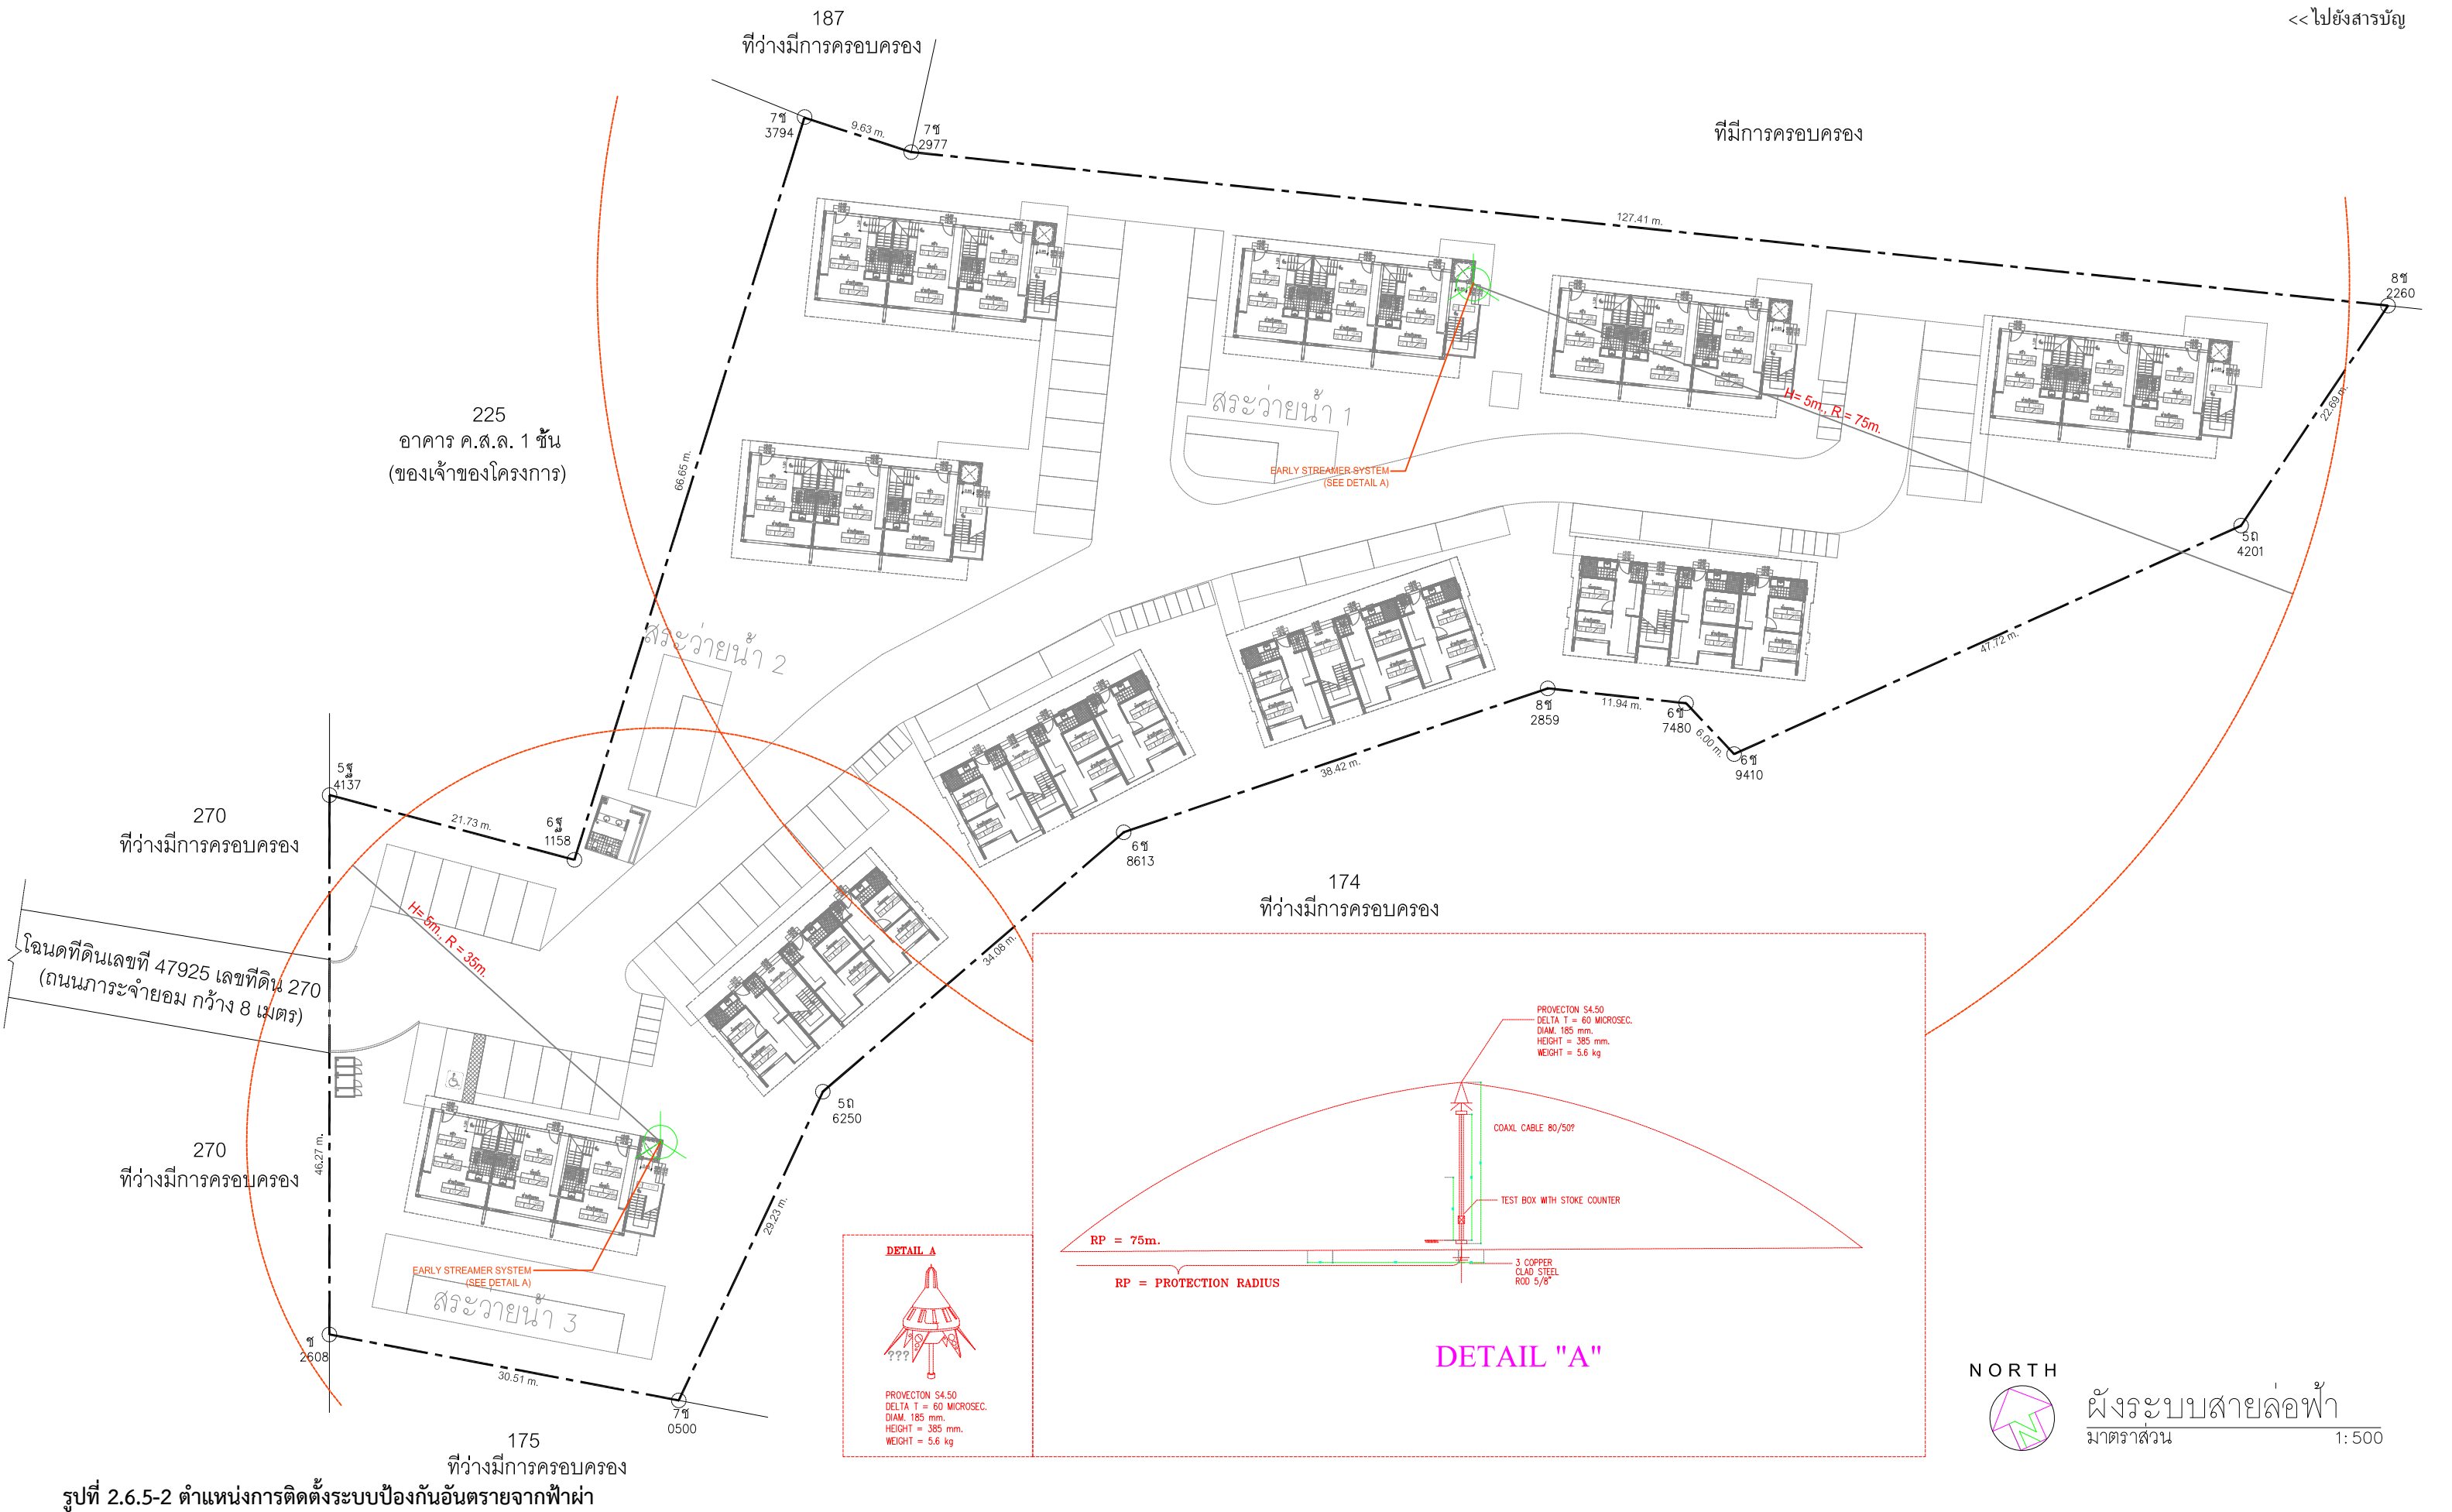 << ไปยังสารบัญ
187
ที่ว่างมีการครอบครอง
7ช
3794
9.63 m.
7ช
2977
ที่มีการครอบครอง
127.41 m.
8ช
2260
22.69 m.
225
อาคาร ค.ส.ล. 1 ชั้น
(ของเจ้าของโครงการ)
66.65 m.
สระว่ายน้ำ 1
H= 5m., R = 75m.
EARLY STREAMER SYSTEM
(SEE DETAIL A)
5ถ
4201
47.72 m.
สระว่ายน้ำ 2
8ช
2859
11.94 m.
6ช
7480
6.00 m.
6ช
9410
38.42 m.
5ฐ
4137
21.73 m.
6ฐ
1158
270
ที่ว่างมีการครอบครอง
6ช
8613
174
ที่ว่างมีการครอบครอง
34.08 m.
H= 5m., R = 35m.
โฉนดที่ดินเลขที่ 47925 เลขที่ดิน 270
(ถนนภาระจำยอม กว้าง 8 เมตร)
5ถ
6250
270
ที่ว่างมีการครอบครอง
46.27 m.
29.23 m.
EARLY STREAMER SYSTEM
(SEE DETAIL A)
สระว่ายน้ำ 3
ช
2608
30.51 m.
7ช
0500
175
ที่ว่างมีการครอบครอง
DETAIL A
???
PROVECTON S4.50
DELTA T = 60 MICROSEC.
DIAM. 185 mm.
HEIGHT = 385 mm.
WEIGHT = 5.6 kg
PROVECTON S4.50
DELTA T = 60 MICROSEC.
DIAM. 185 mm.
HEIGHT = 385 mm.
WEIGHT = 5.6 kg
COAXL CABLE 80/50?
TEST BOX WITH STOKE COUNTER
RP = 75m.
RP = PROTECTION RADIUS
3 COPPER
CLAD STEEL
ROD 5/8"
DETAIL "A"
NORTH
N
ผังระบบสายล่อฟ้า
มาตราส่วน 1:500
รูปที่ 2.6.5-2 ตำแหน่งการติดตั้งระบบป้องกันอันตรายจากฟ้าผ่า